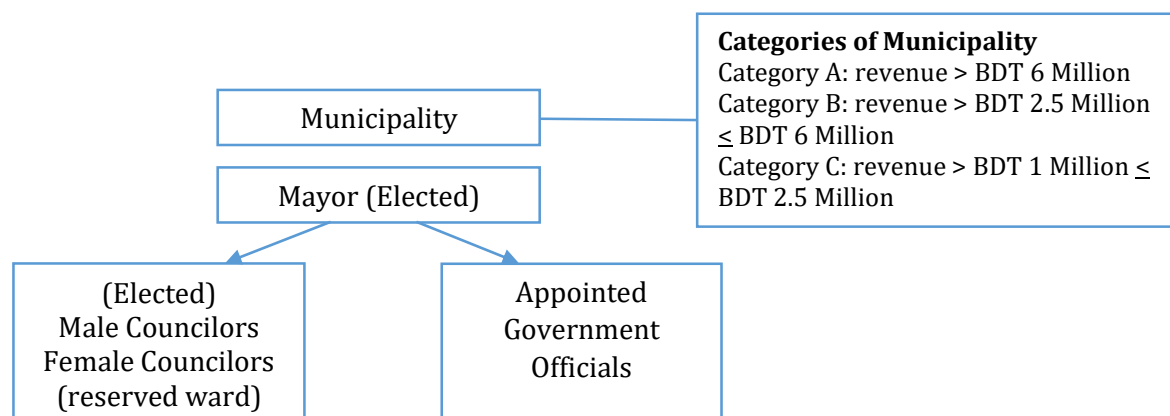 Categories of Municipality
Category A: revenue > BDT 6 Million
Category B: revenue > BDT 2.5 Million
≤ BDT 6 Million
Category C: revenue > BDT 1 Million ≤
BDT 2.5 Million
Municipality
Mayor (Elected)
(Elected)
Male Councilors
Female Councilors
(reserved ward)
Appointed
Government
Officials